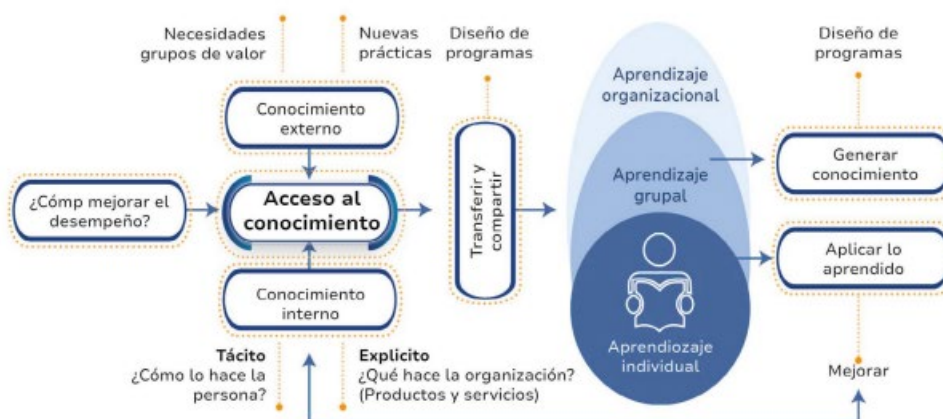 Necesidades
grupos de valor
Nuevas
prácticas
Diseño de
programas
Diseño de
programas
Conocimiento
externo
¿Cómp mejorar el
desempeño?
Acceso al
conocimiento
Conocimiento
interno
Tácito
¿Cómo lo hace la
persona?
Explicito
¿Qué hace la organización?
(Productos y servicios)
Transferir y
compartir
Aprendizaje
organizacional
Aprendizaje
grupal
Aprendiozaje
individual
Generar
conocimiento
Aplicar lo
aprendido
Mejorar